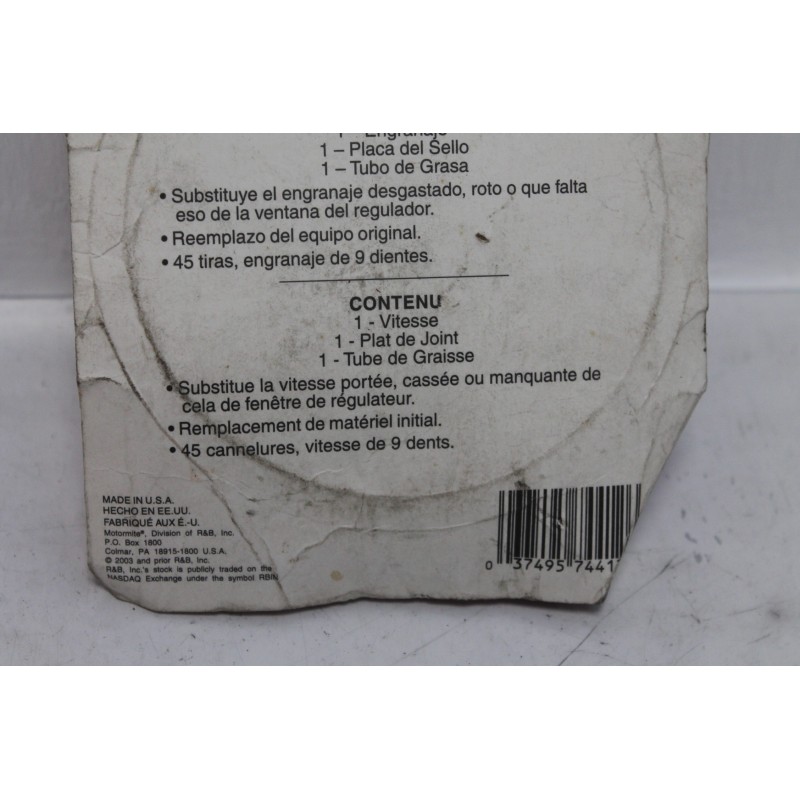 1 – Engranaje
1 – Placa del Sello
1 – Tubo de Grasa
• Substituye el engranaje desgastado, roto o que falta
eso de la ventana del regulador.
• Reemplazo del equipo original.
• 45 tiras, engranaje de 9 dientes.
CONTENU
1 - Vitesse
1 - Plat de Joint
1 - Tube de Graisse
• Substitue la vitesse portée, cassée ou manquante de
cela de fenêtre de régulateur.
• Remplacement de matériel initial.
• 45 cannelures, vitesse de 9 dents.
MADE IN U.S.A.
HECHO EN EE.UU.
FABRIQUÉ AUX É.-U.
Motormite®, Division of R&B, Inc.
P.O. Box 1800
Colmar, PA 18915-1800 U.S.A.
© 2003 and prior R&B, Inc.
R&B, Inc.'s stock is publicly traded on the
NASDAQ Exchange under the symbol RBIN
0 37495 7441